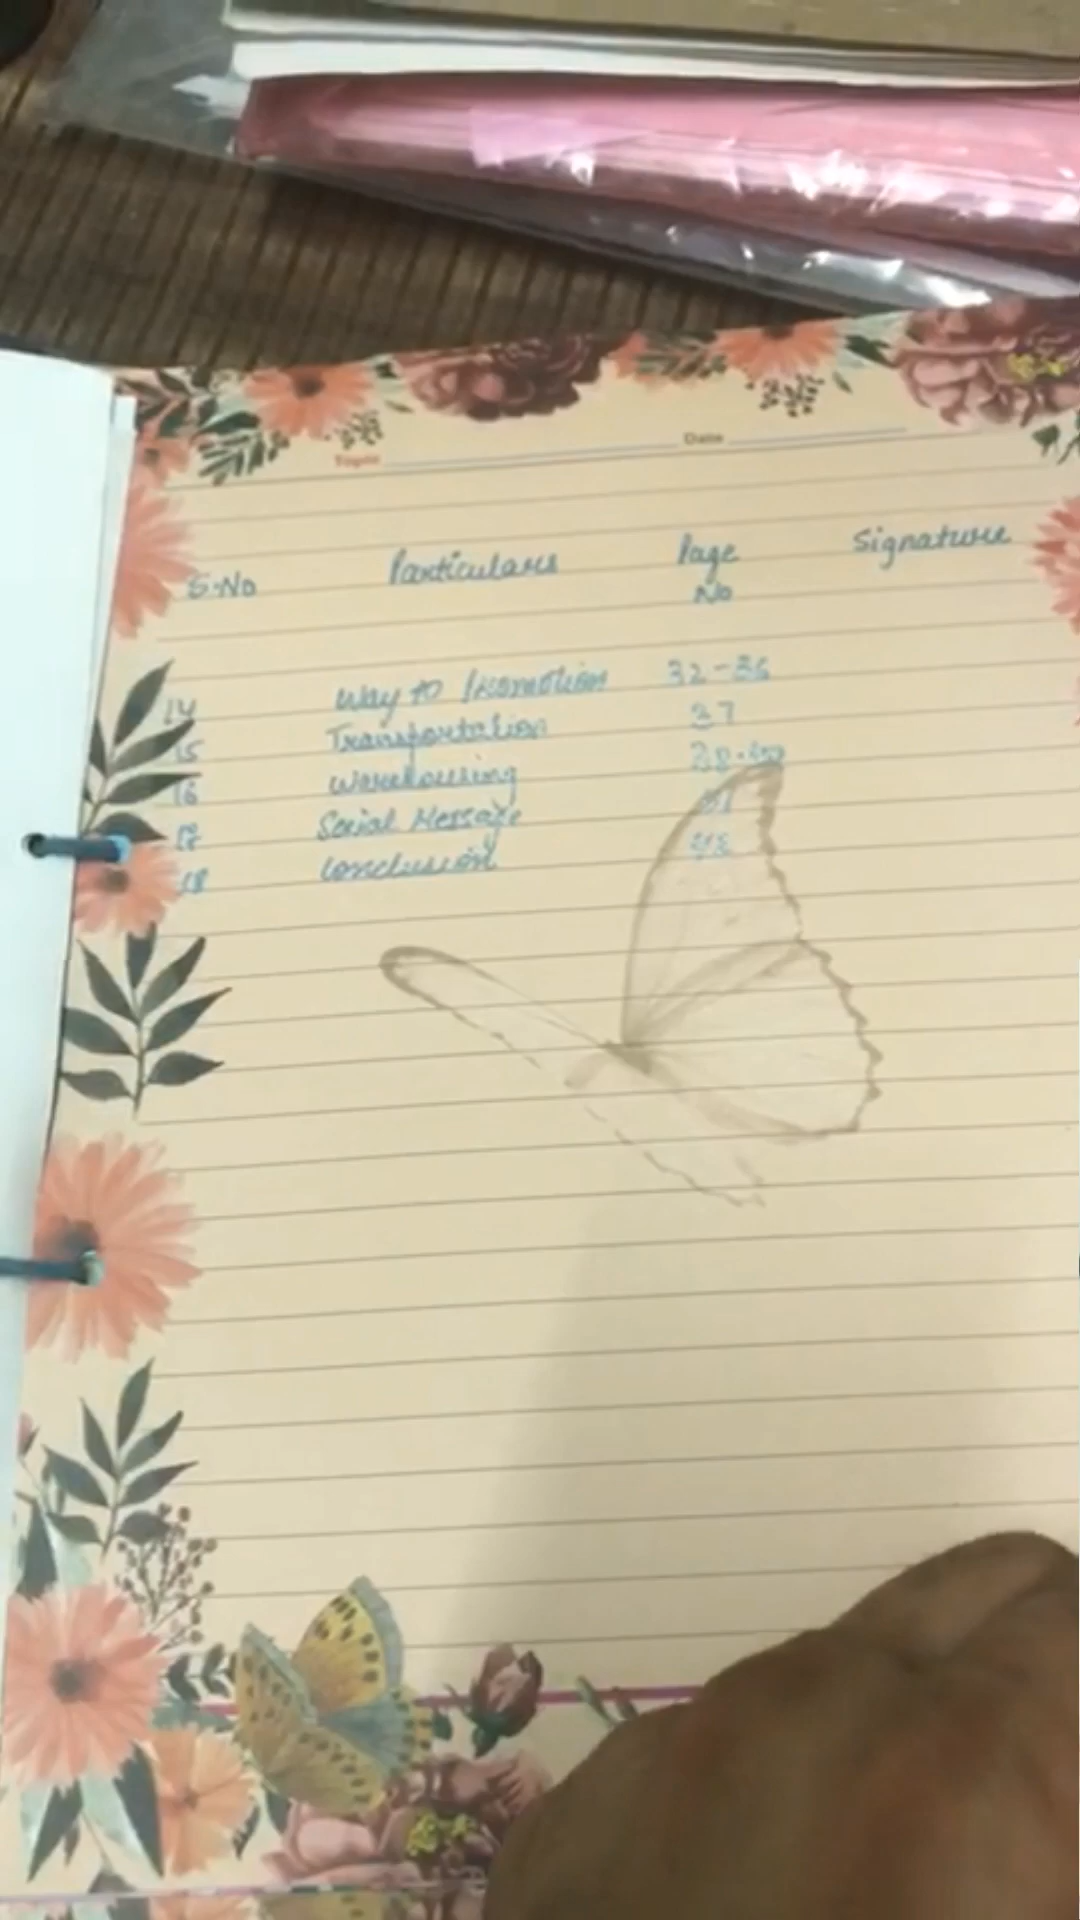 Topic Date
S.No Particulars Page No Signature
14 Way to Promotion 32-36
15 Transportation 37
16 Warehousing
17 Social Message
18 Conclusion